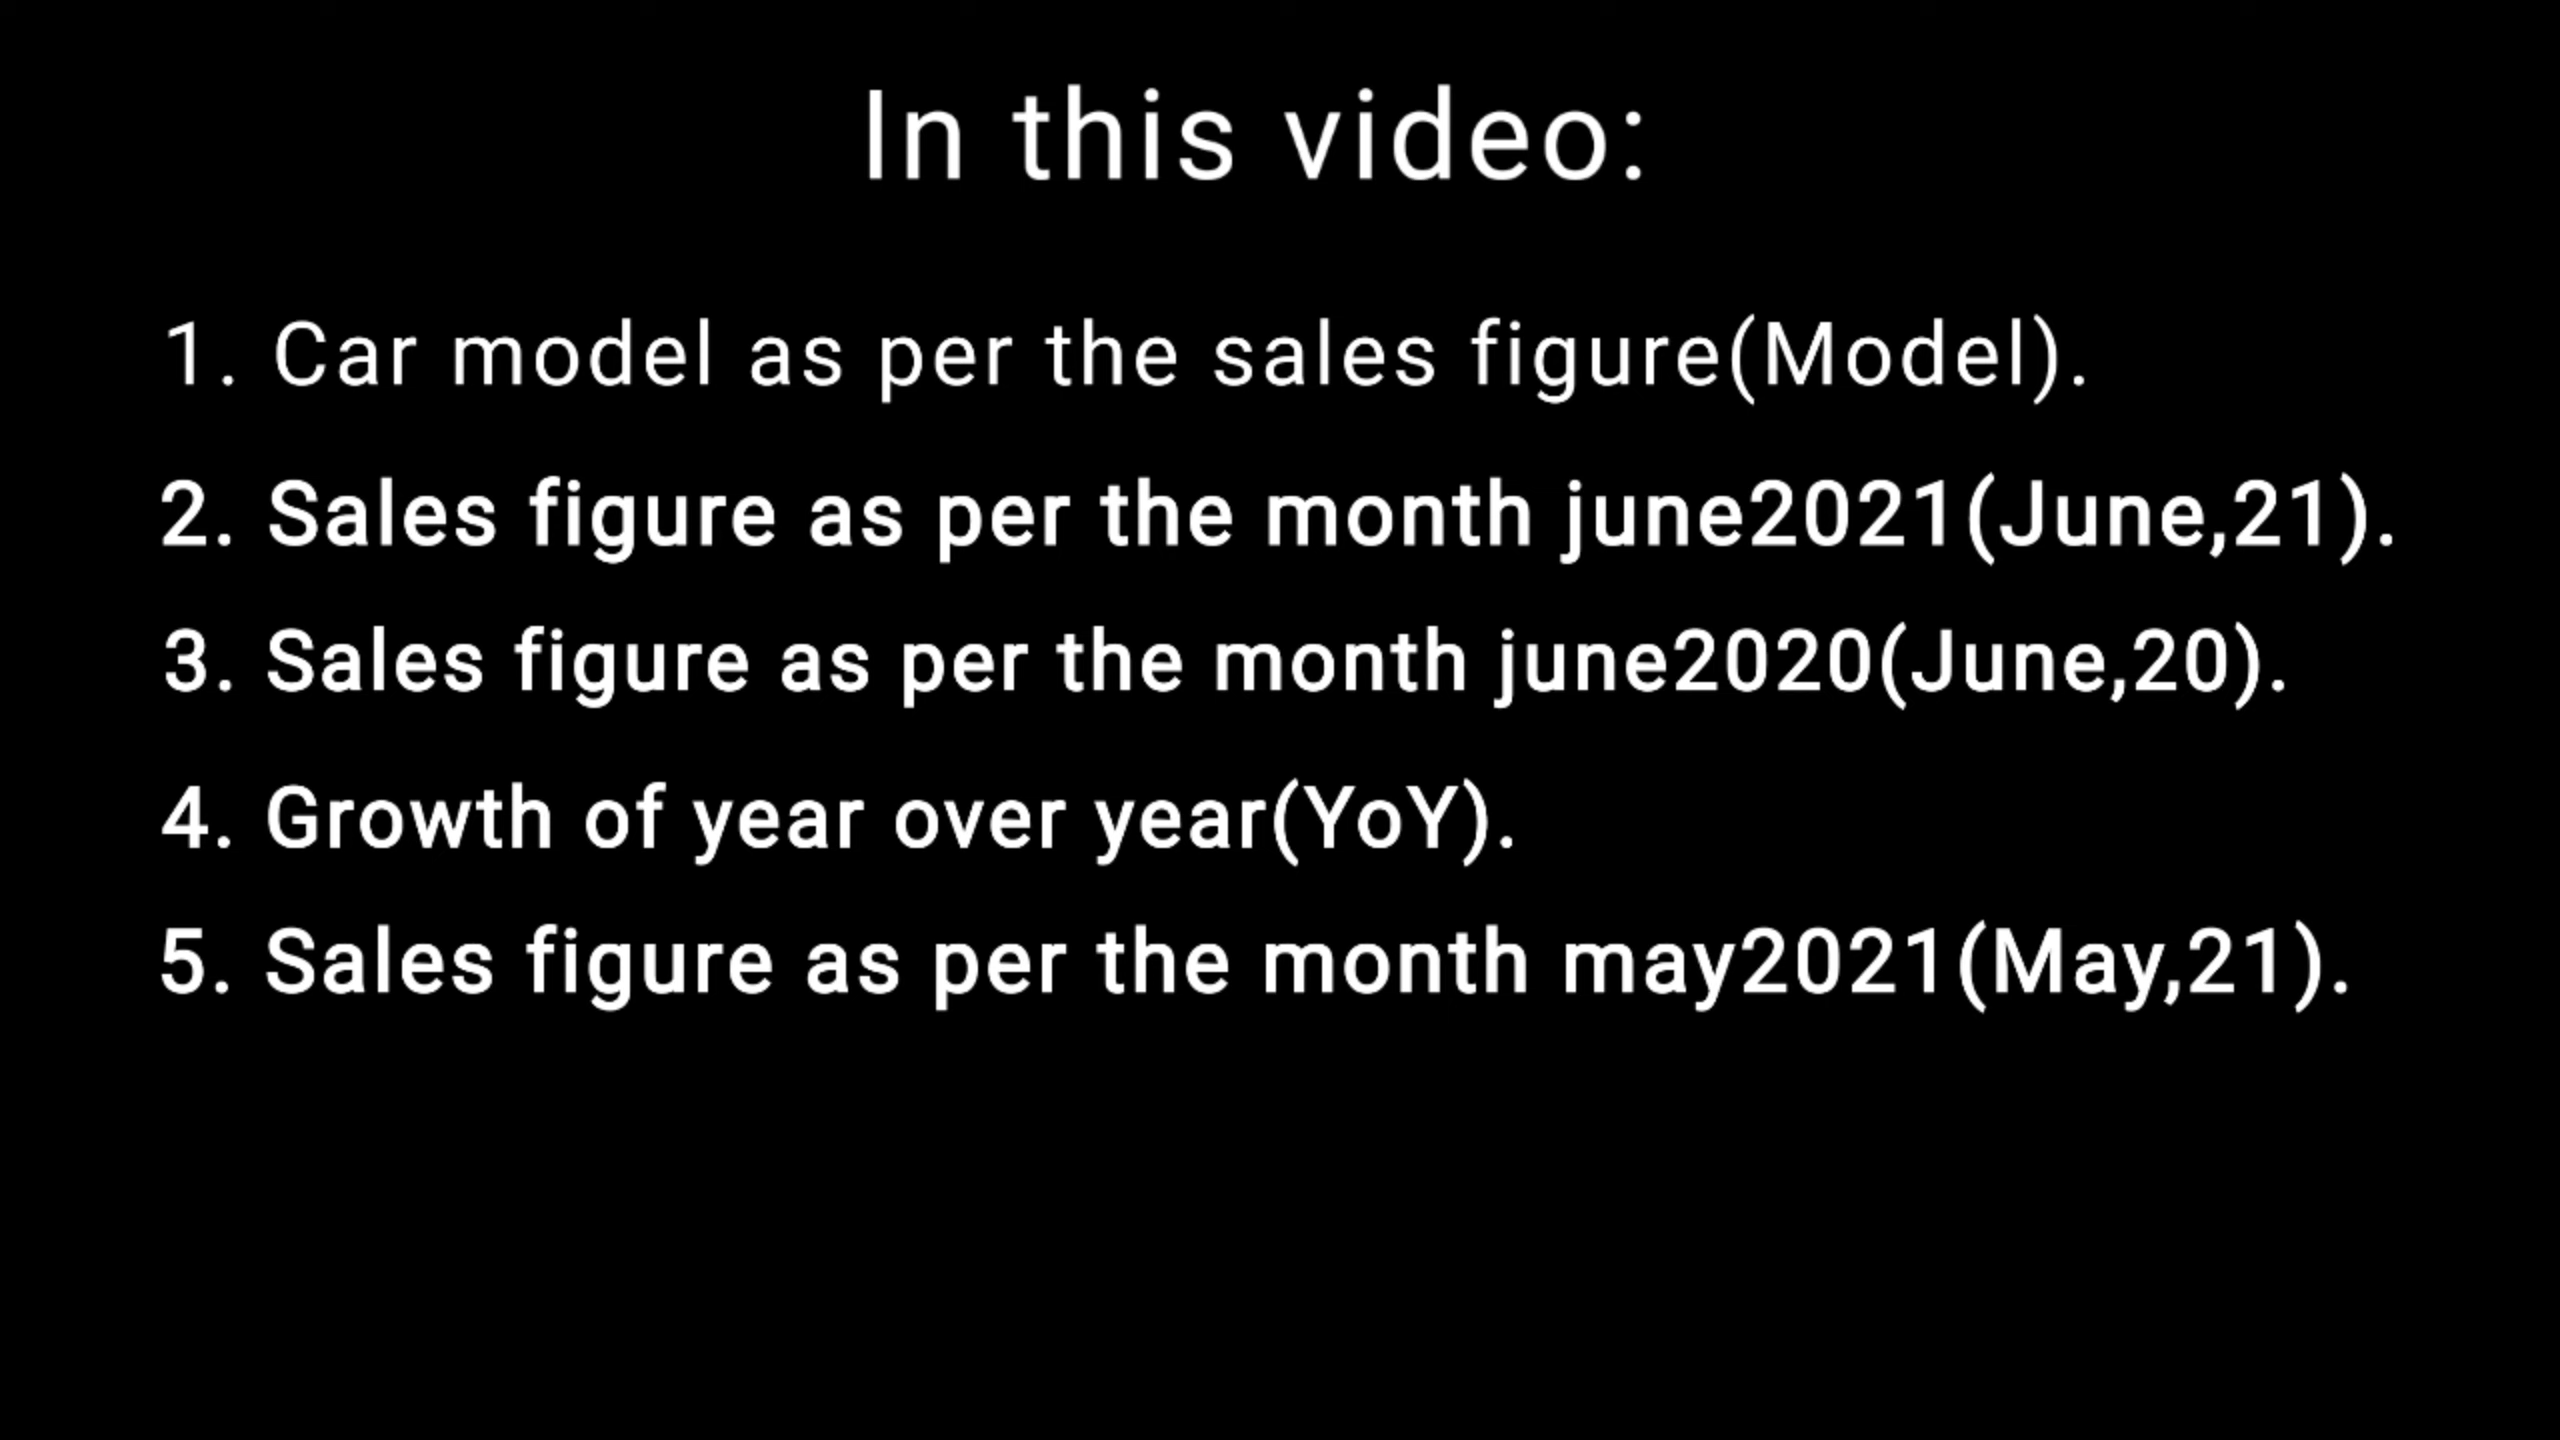 In this video:
1. Car model as per the sales figure(Model).
2. Sales figure as per the month june2021(June,21).
3. Sales figure as per the month june2020(June,20).
4. Growth of year over year(YoY).
5. Sales figure as per the month may2021(May,21).